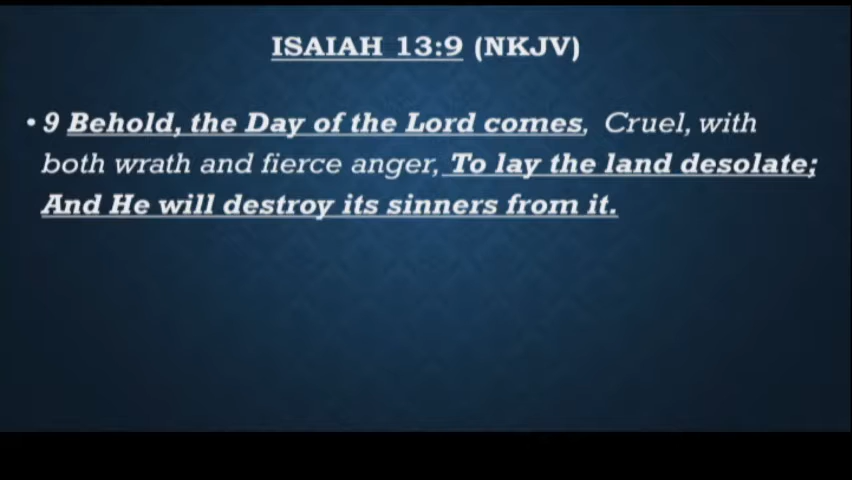 ISAIAH 13:9 (NKJV)
• 9 Behold, the Day of the Lord comes, Cruel, with
both wrath and fierce anger, To lay the land desolate;
And He will destroy its sinners from it.